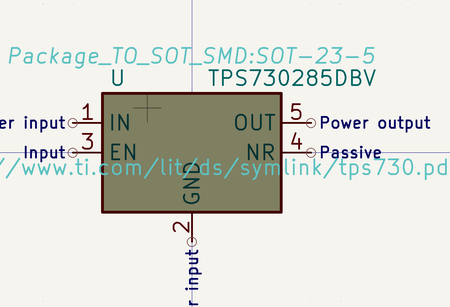 Package_TO_SOT_SMD:SOT-23-5
U TPS730285DBV
er input 1 IN OUT 5 Power output
Input 3 EN NR 4 Passive
//www.ti.com/lit/ds/symlink/tps730.pd
GND
2
r input